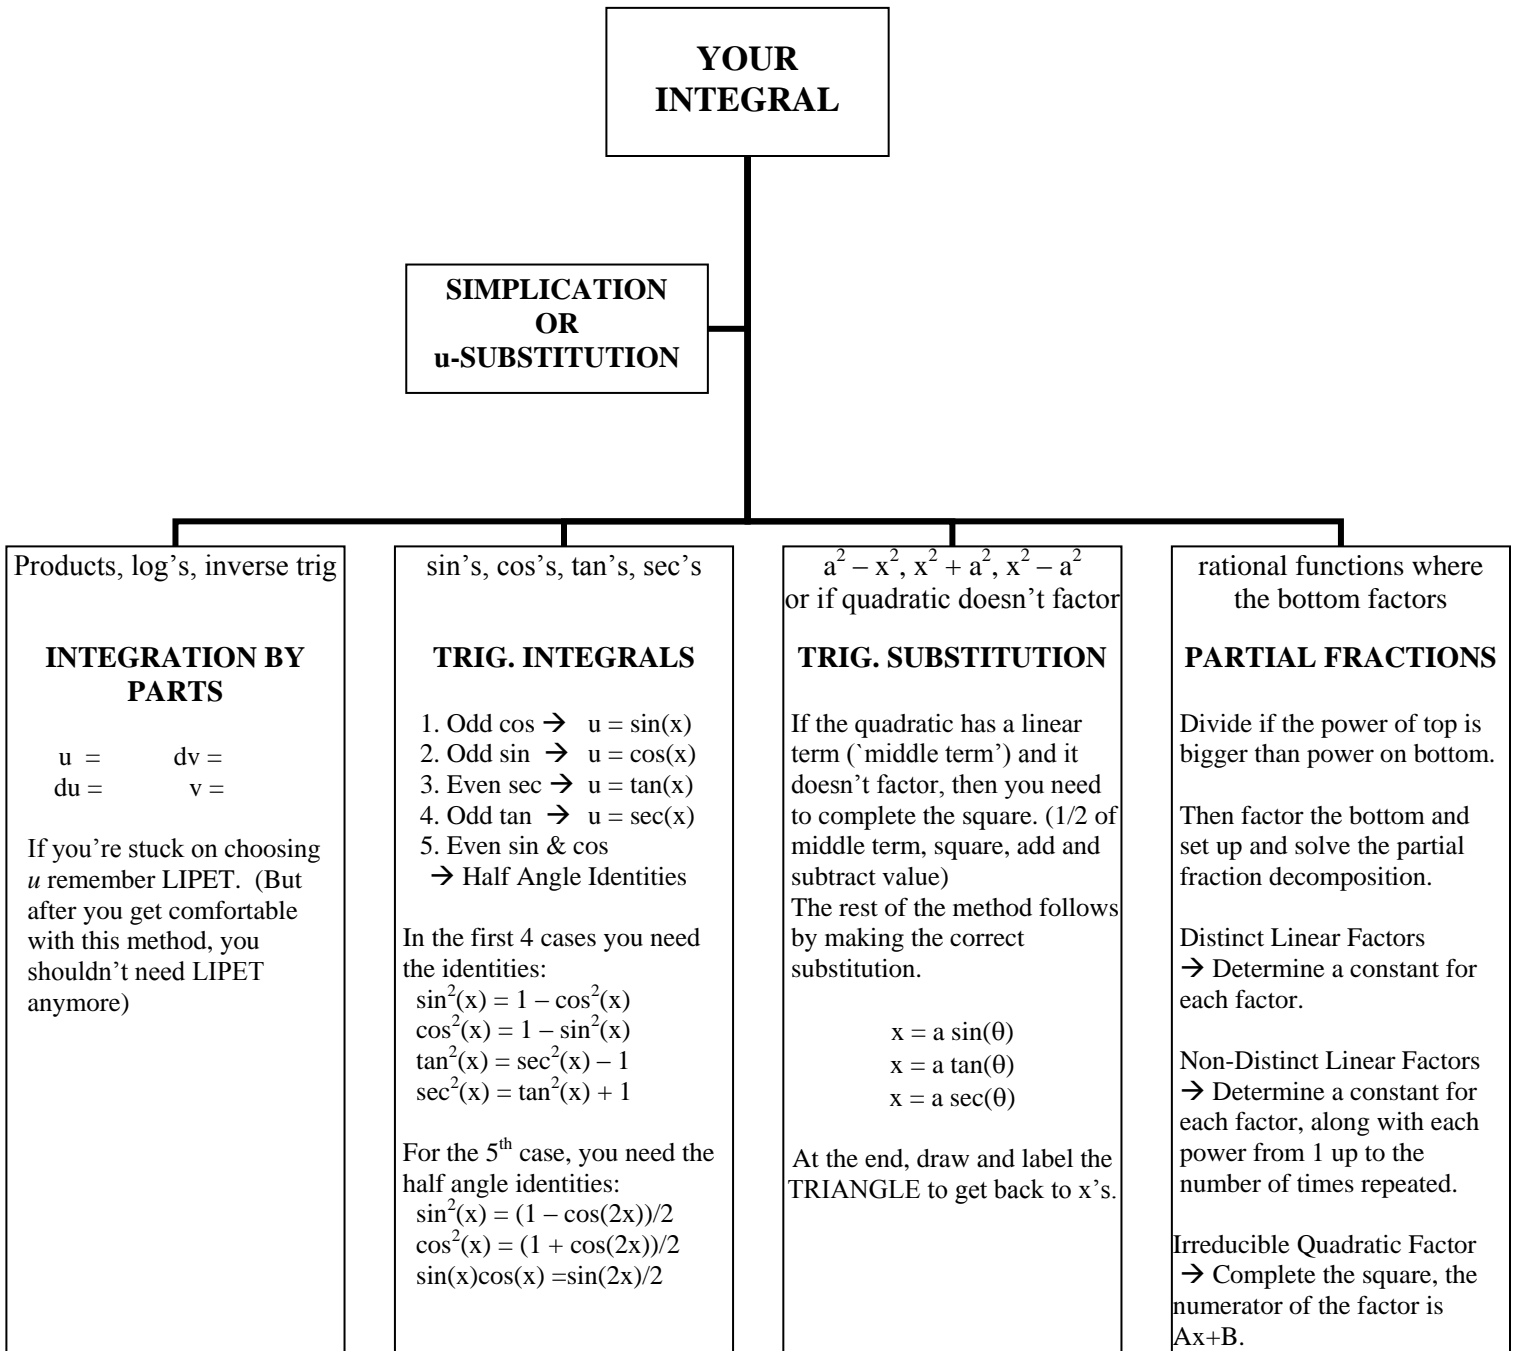 YOUR
INTEGRAL
SIMPLICATION
OR
u-SUBSTITUTION
Products, log's, inverse trig
INTEGRATION BY
PARTS
u = dv =
du = v =
If you're stuck on choosing
u remember LIPET. (But
after you get comfortable
with this method, you
shouldn't need LIPET
anymore)
sin's, cos's, tan's, sec's
TRIG. INTEGRALS
1. Odd cos → u = sin(x)
2. Odd sin → u = cos(x)
3. Even sec → u = tan(x)
4. Odd tan → u = sec(x)
5. Even sin & cos
→ Half Angle Identities
In the first 4 cases you need
the identities:
sin²(x) = 1 – cos²(x)
cos²(x) = 1 – sin²(x)
tan²(x) = sec²(x) – 1
sec²(x) = tan²(x) + 1
For the 5th case, you need the
half angle identities:
sin²(x) = (1 – cos(2x))/2
cos²(x) = (1 + cos(2x))/2
sin(x)cos(x) =sin(2x)/2
a² – x², x² + a², x² – a²
or if quadratic doesn't factor
TRIG. SUBSTITUTION
If the quadratic has a linear
term (`middle term') and it
doesn't factor, then you need
to complete the square. (1/2 of
middle term, square, add and
subtract value)
The rest of the method follows
by making the correct
substitution.
x = a sin(θ)
x = a tan(θ)
x = a sec(θ)
At the end, draw and label the
TRIANGLE to get back to x's.
rational functions where
the bottom factors
PARTIAL FRACTIONS
Divide if the power of top is
bigger than power on bottom.
Then factor the bottom and
set up and solve the partial
fraction decomposition.
Distinct Linear Factors
→ Determine a constant for
each factor.
Non-Distinct Linear Factors
→ Determine a constant for
each factor, along with each
power from 1 up to the
number of times repeated.
Irreducible Quadratic Factor
→ Complete the square, the
numerator of the factor is
Ax+B.